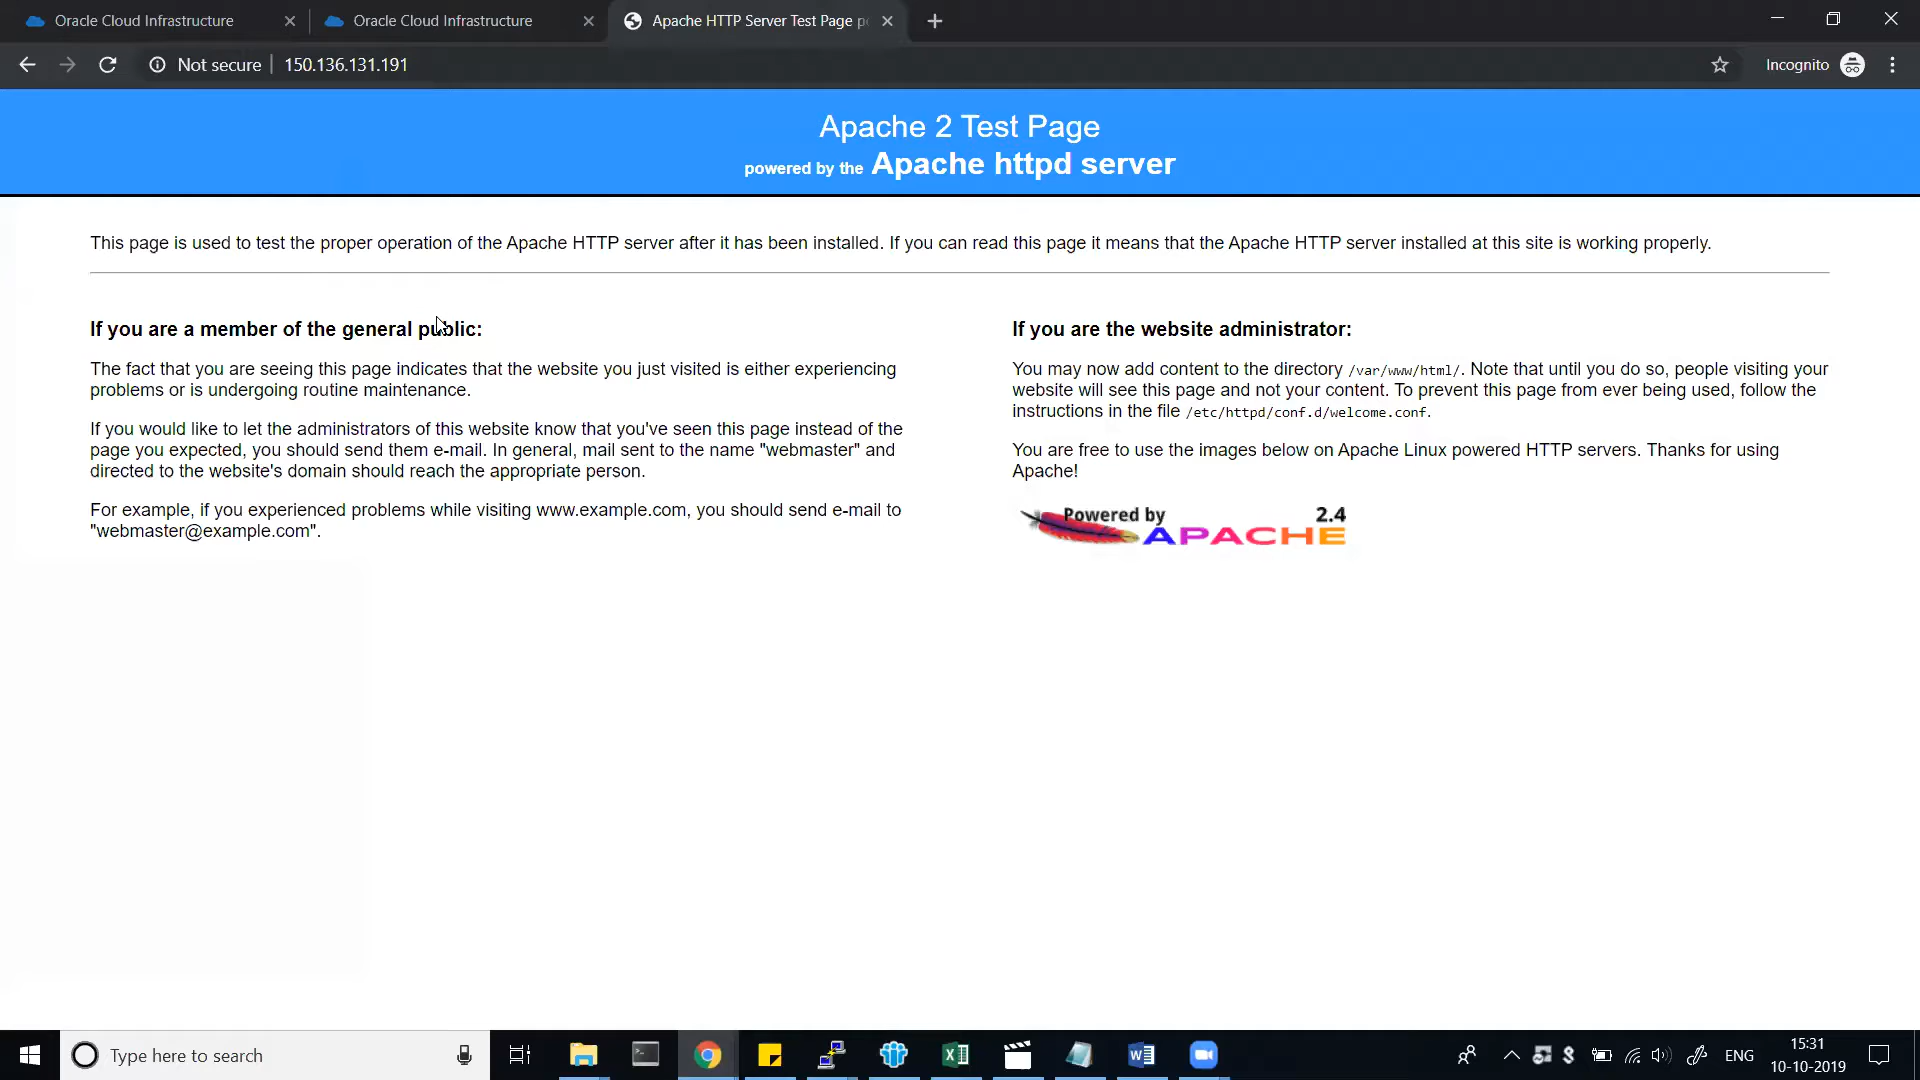 Oracle Cloud Infrastructure
Oracle Cloud Infrastructure
Apache HTTP Server Test Page
Not secure
150.136.131.191
Incognito
Apache 2 Test Page
powered by the Apache httpd server
This page is used to test the proper operation of the Apache HTTP server after it has been installed. If you can read this page it means that the Apache HTTP server installed at this site is working properly.
If you are a member of the general public:
The fact that you are seeing this page indicates that the website you just visited is either experiencing
problems or is undergoing routine maintenance.
If you would like to let the administrators of this website know that you've seen this page instead of the
page you expected, you should send them e-mail. In general, mail sent to the name "webmaster" and
directed to the website's domain should reach the appropriate person.
For example, if you experienced problems while visiting www.example.com, you should send e-mail to
"webmaster@example.com".
If you are the website administrator:
You may now add content to the directory /var/www/html/. Note that until you do so, people visiting your
website will see this page and not your content. To prevent this page from ever being used, follow the
instructions in the file /etc/httpd/conf.d/welcome.conf.
You are free to use the images below on Apache Linux powered HTTP servers. Thanks for using
Apache!
Powered by 2.4
APACHE
Type here to search
ENG
15:31
10-10-2019